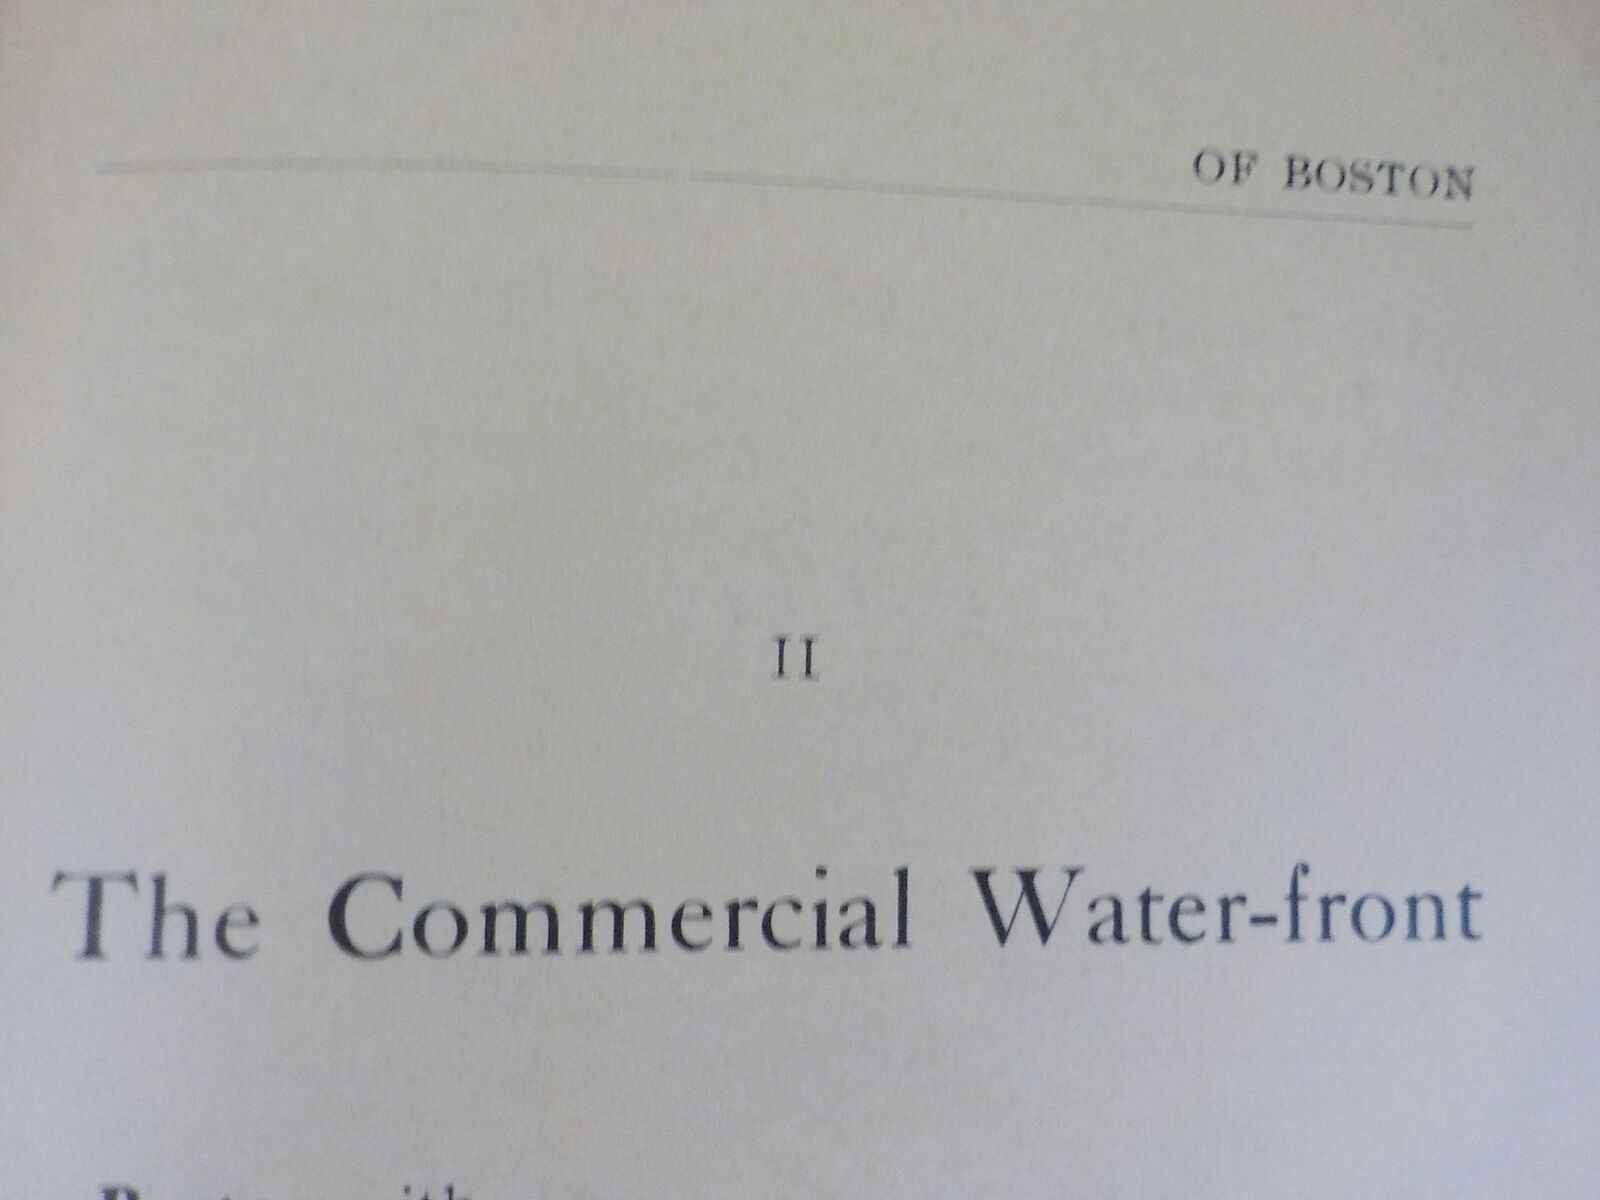 OF BOSTON
II
The Commercial Water-front